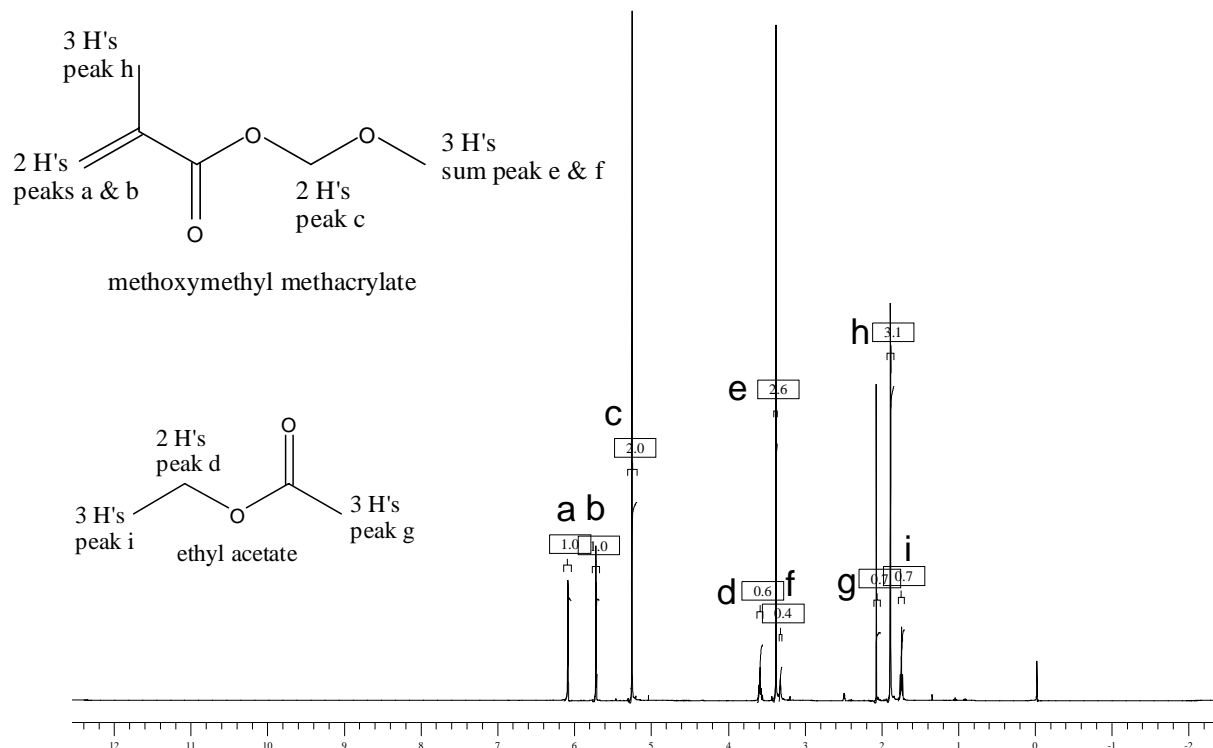 3 H's
peak h
O
O
3 H's
sum peak e & f
2 H's
peaks a & b
2 H's
peak c
O
methoxymethyl methacrylate
h
3.1
e
2.6
c
2.0
O
2 H's
peak d
3 H's
peak g
3 H's
peak i
O
ethyl acetate
a b
1.0
1.0
d
0.6
f
0.4
g
0.7
i
0.7
12 11 10 9 8 7 6 5 4 3 2 1 0 -1 -2